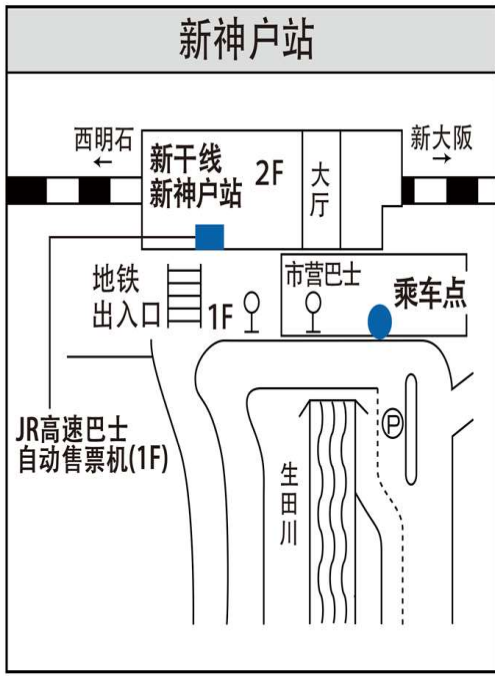 新神户站
西明石
←
新大阪
→
新干线
新神户站
2F
大厅
地铁
出入口
1F
市营巴士
乘车点
JR高速巴士
自动售票机(1F)
P
生田川